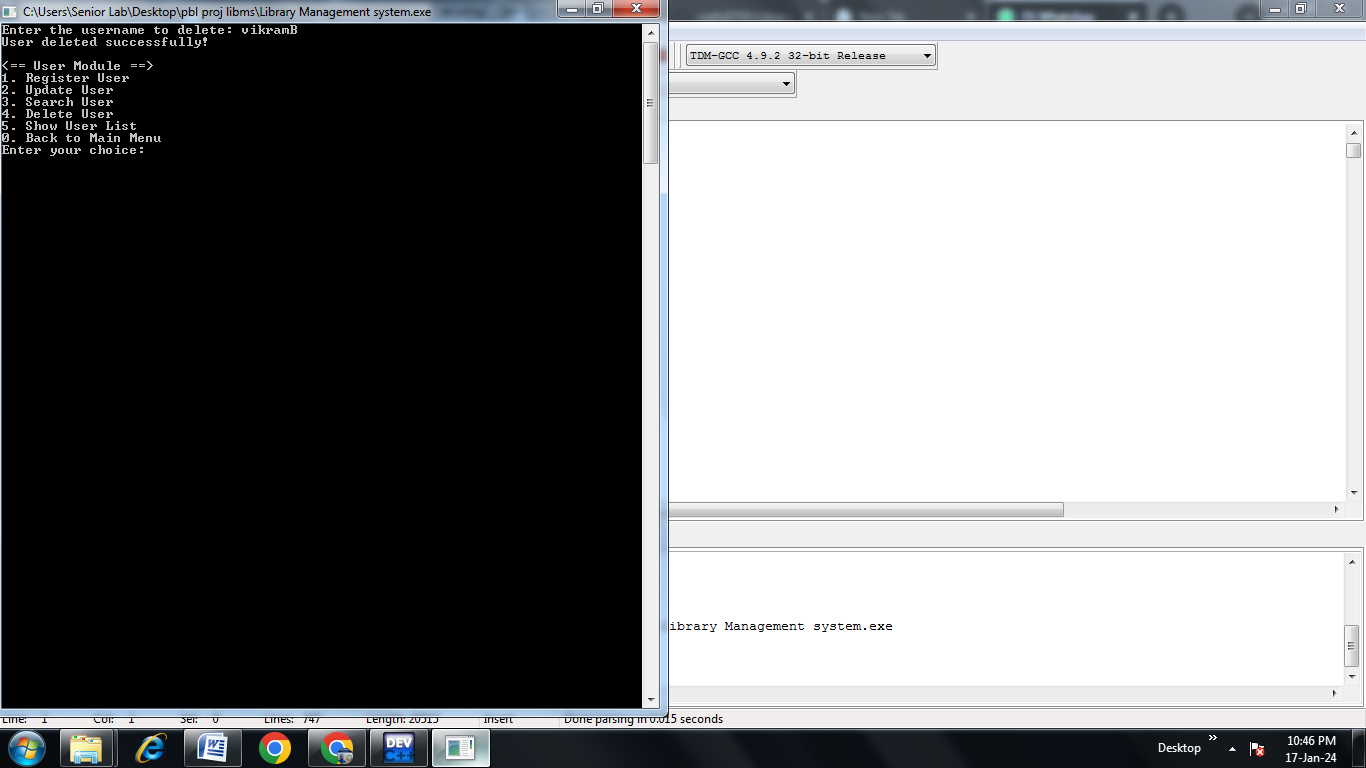 C:\Users\Senior Lab\Desktop\pbl proj libms\Library Management system.exe
Enter the username to delete: vikramB
User deleted successfully!
<== User Module ==>
1. Register User
2. Update User
3. Search User
4. Delete User
5. Show User List
0. Back to Main Menu
Enter your choice:
TDM-GCC 4.9.2 32-bit Release
ibrary Management system.exe
Line: 1 Col: 1 Sel: 0 Lines: 747 Length: 20515 Insert Done parsing in 0.015 seconds
DEV
C++
Desktop
10:46 PM
17-Jan-24